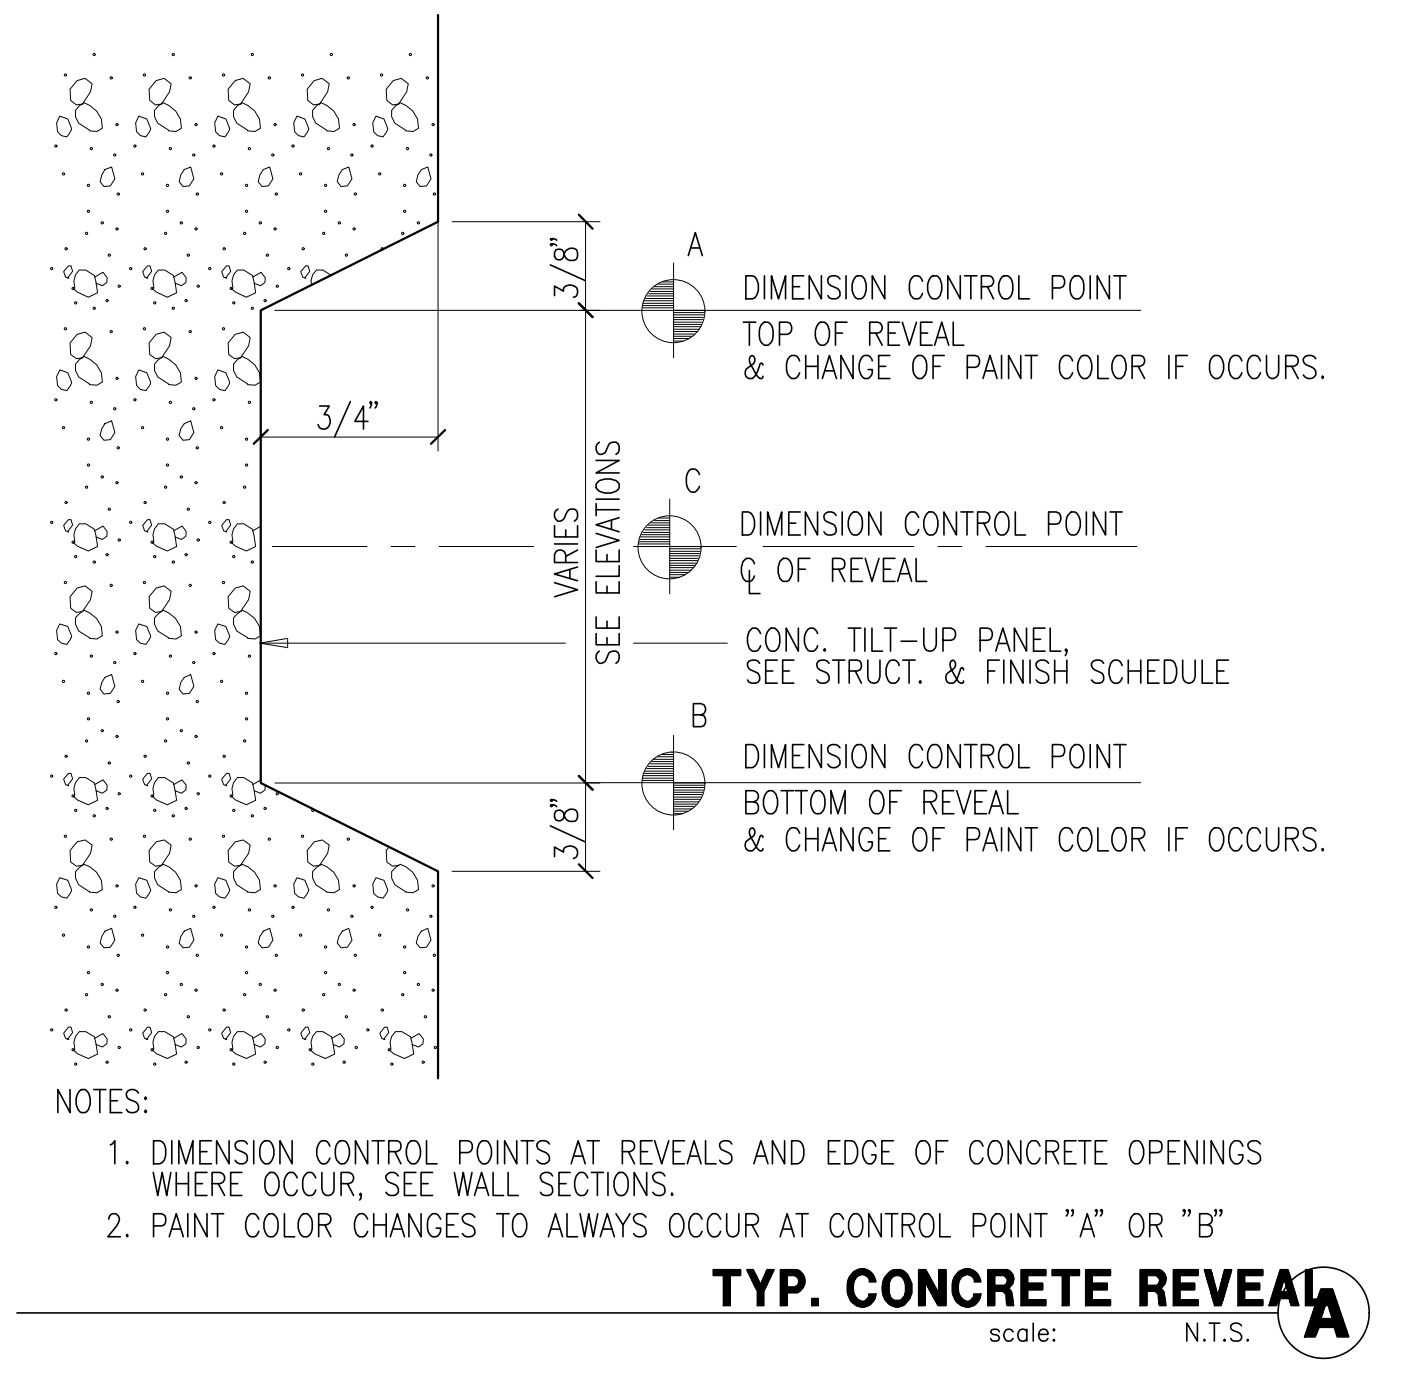 A
3/8"
DIMENSION CONTROL POINT
TOP OF REVEAL
& CHANGE OF PAINT COLOR IF OCCURS.
3/4"
C
DIMENSION CONTROL POINT
℄ OF REVEAL
VARIES
SEE ELEVATIONS
CONC. TILT-UP PANEL,
SEE STRUCT. & FINISH SCHEDULE
B
DIMENSION CONTROL POINT
BOTTOM OF REVEAL
& CHANGE OF PAINT COLOR IF OCCURS.
3/8"
NOTES:
1. DIMENSION CONTROL POINTS AT REVEALS AND EDGE OF CONCRETE OPENINGS
WHERE OCCUR, SEE WALL SECTIONS.
2. PAINT COLOR CHANGES TO ALWAYS OCCUR AT CONTROL POINT "A" OR "B"
TYP. CONCRETE REVEAL
A
scale: N.T.S.